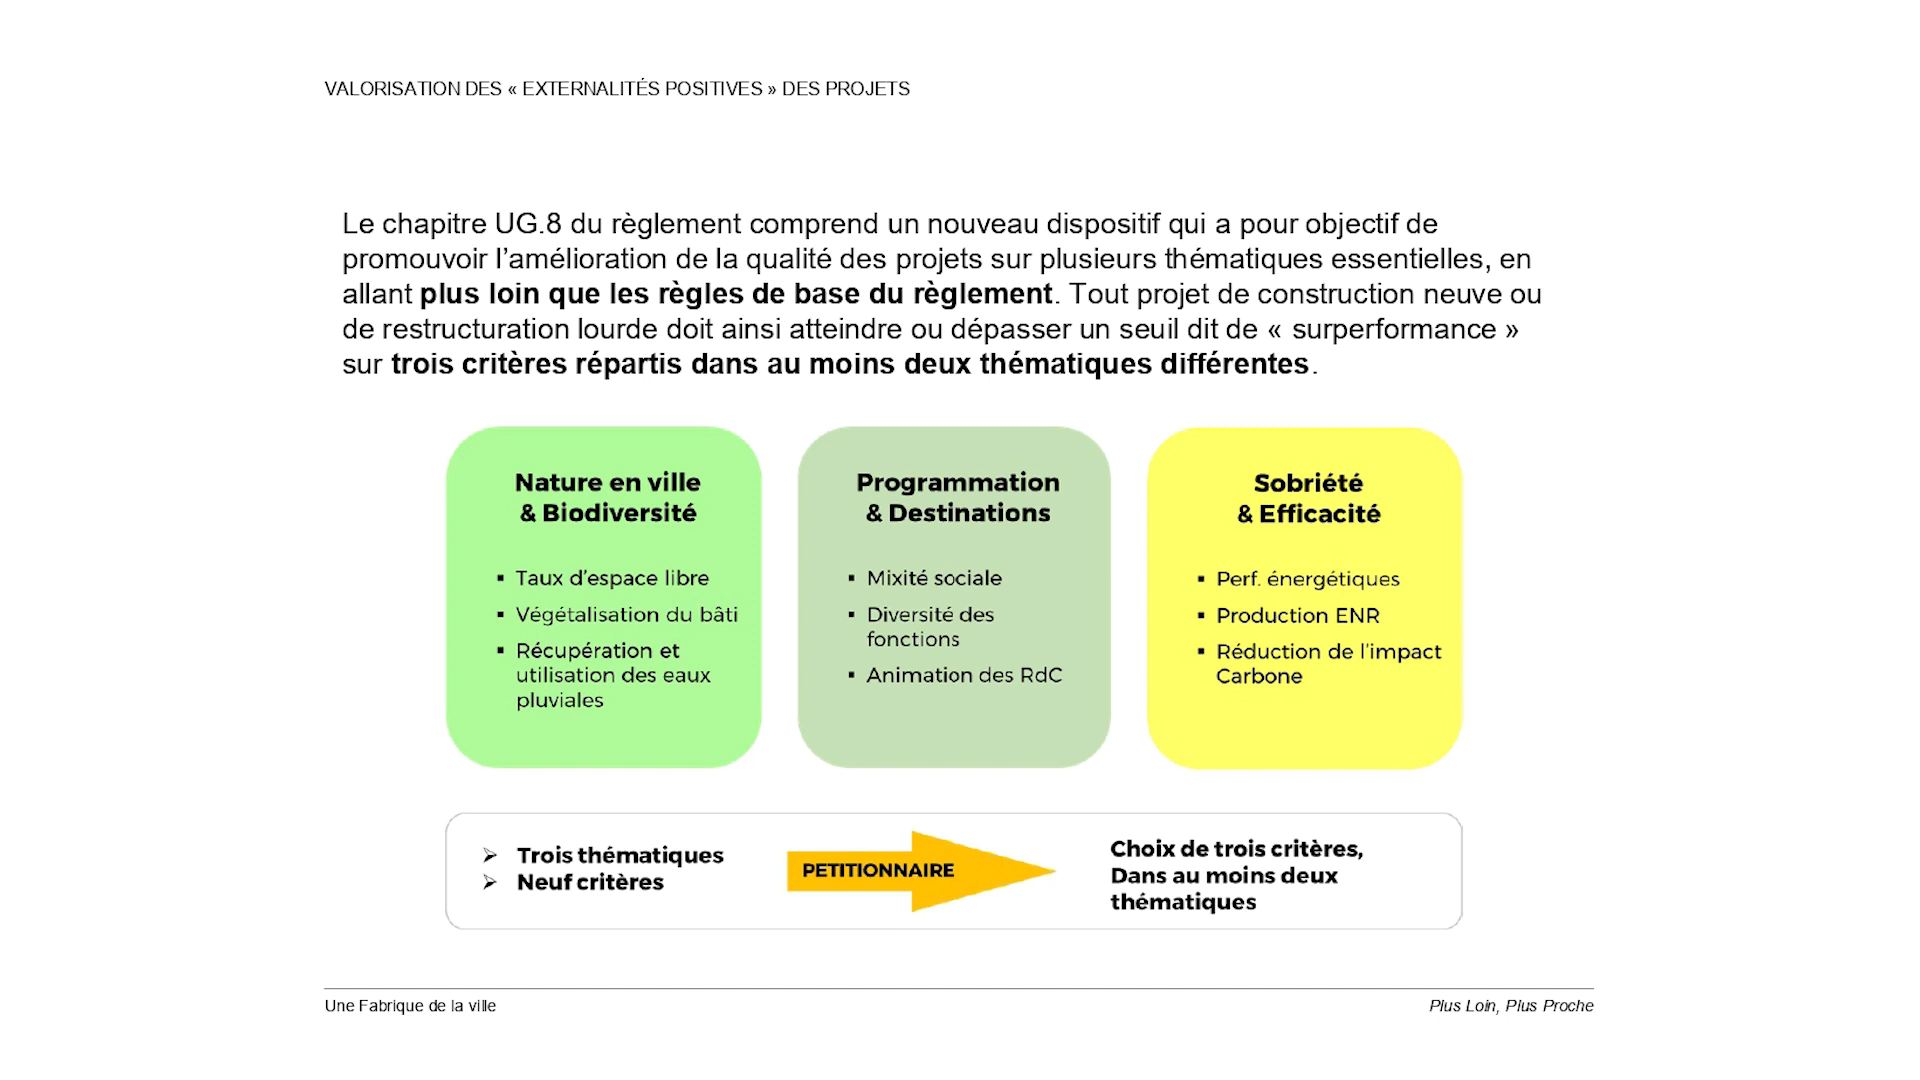 VALORISATION DES « EXTERNALITÉS POSITIVES » DES PROJETS
Le chapitre UG.8 du règlement comprend un nouveau dispositif qui a pour objectif de
promouvoir l’amélioration de la qualité des projets sur plusieurs thématiques essentielles, en
allant plus loin que les règles de base du règlement. Tout projet de construction neuve ou
de restructuration lourde doit ainsi atteindre ou dépasser un seuil dit de « surperformance »
sur trois critères répartis dans au moins deux thématiques différentes.
Nature en ville
& Biodiversité
▪ Taux d’espace libre
▪ Végétalisation du bâti
▪ Récupération et
utilisation des eaux
pluviales
Programmation
& Destinations
▪ Mixité sociale
▪ Diversité des
fonctions
▪ Animation des RdC
Sobriété
& Efficacité
▪ Perf. énergétiques
▪ Production ENR
▪ Réduction de l’impact
Carbone
➢ Trois thématiques
➢ Neuf critères
PETITIONNAIRE
Choix de trois critères,
Dans au moins deux
thématiques
Une Fabrique de la ville
Plus Loin, Plus Proche